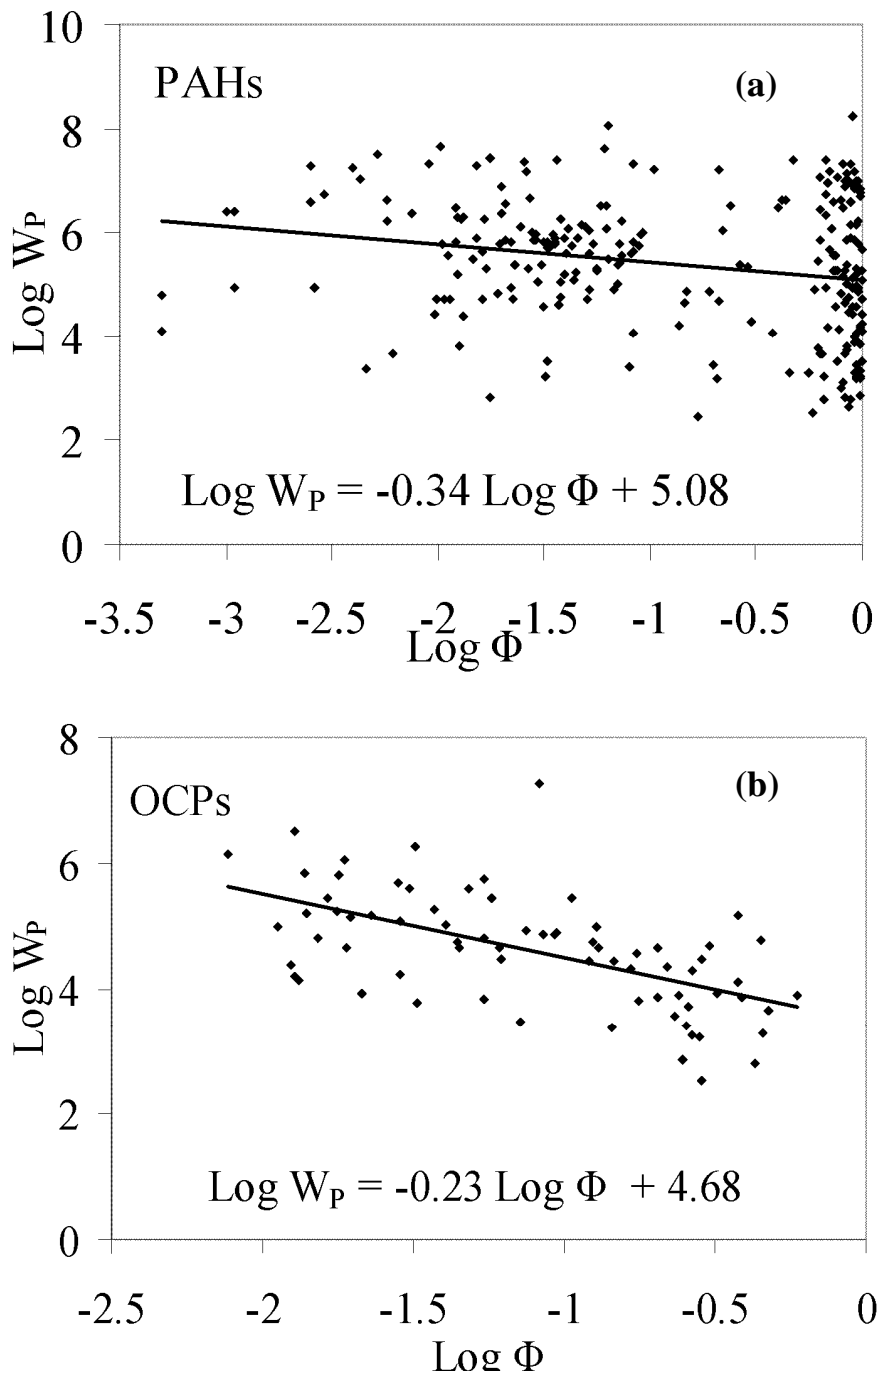 10
PAHs
(a)
8
6
Log W_P
4
2
Log W_P = -0.34 Log Φ + 5.08
0
-3.5 -3 -2.5 -2 -1.5 -1 -0.5 0
Log Φ
8
OCPs
(b)
6
Log W_P
4
2
Log W_P = -0.23 Log Φ + 4.68
0
-2.5 -2 -1.5 -1 -0.5 0
Log Φ